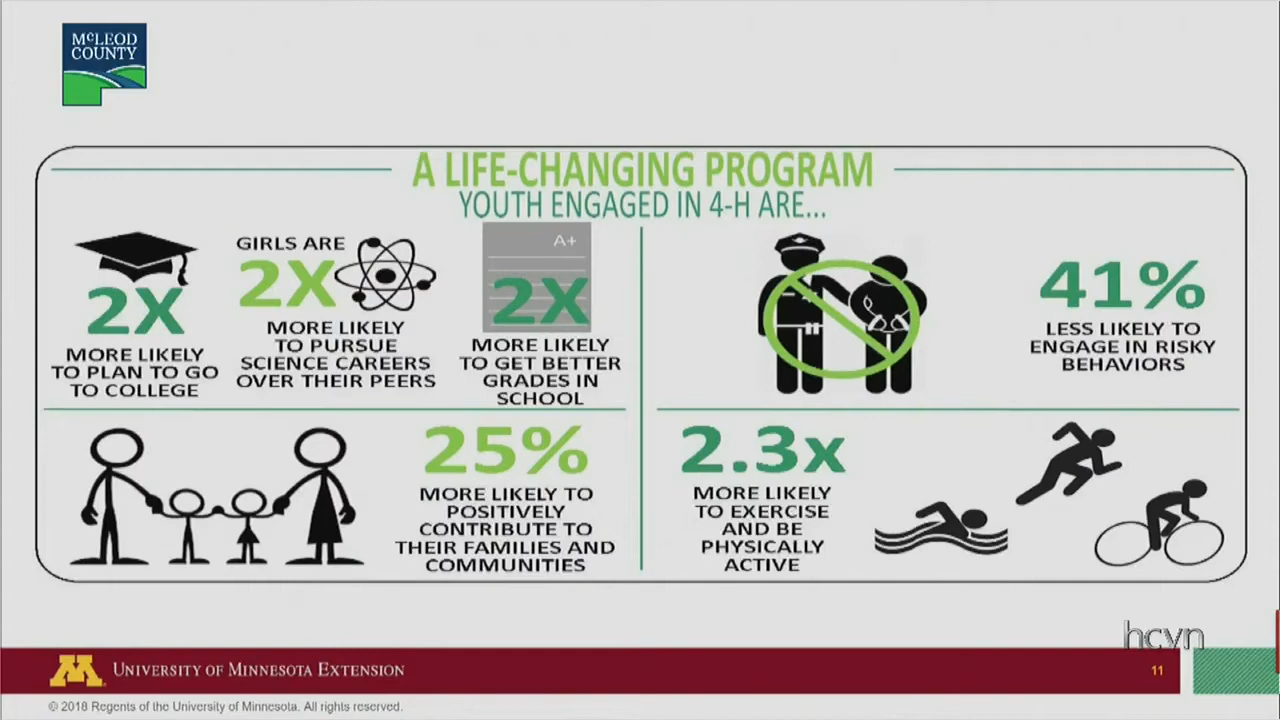 McLEOD
COUNTY
A LIFE-CHANGING PROGRAM
YOUTH ENGAGED IN 4-H ARE...
2X
MORE LIKELY
TO PLAN TO GO
TO COLLEGE
GIRLS ARE
2X
MORE LIKELY
TO PURSUE
SCIENCE CAREERS
OVER THEIR PEERS
A+
2X
MORE LIKELY
TO GET BETTER
GRADES IN
SCHOOL
41%
LESS LIKELY TO
ENGAGE IN RISKY
BEHAVIORS
25%
MORE LIKELY TO
POSITIVELY
CONTRIBUTE TO
THEIR FAMILIES AND
COMMUNITIES
2.3x
MORE LIKELY
TO EXERCISE
AND BE
PHYSICALLY
ACTIVE
hcvn
M UNIVERSITY OF MINNESOTA EXTENSION
11
© 2018 Regents of the University of Minnesota. All rights reserved.